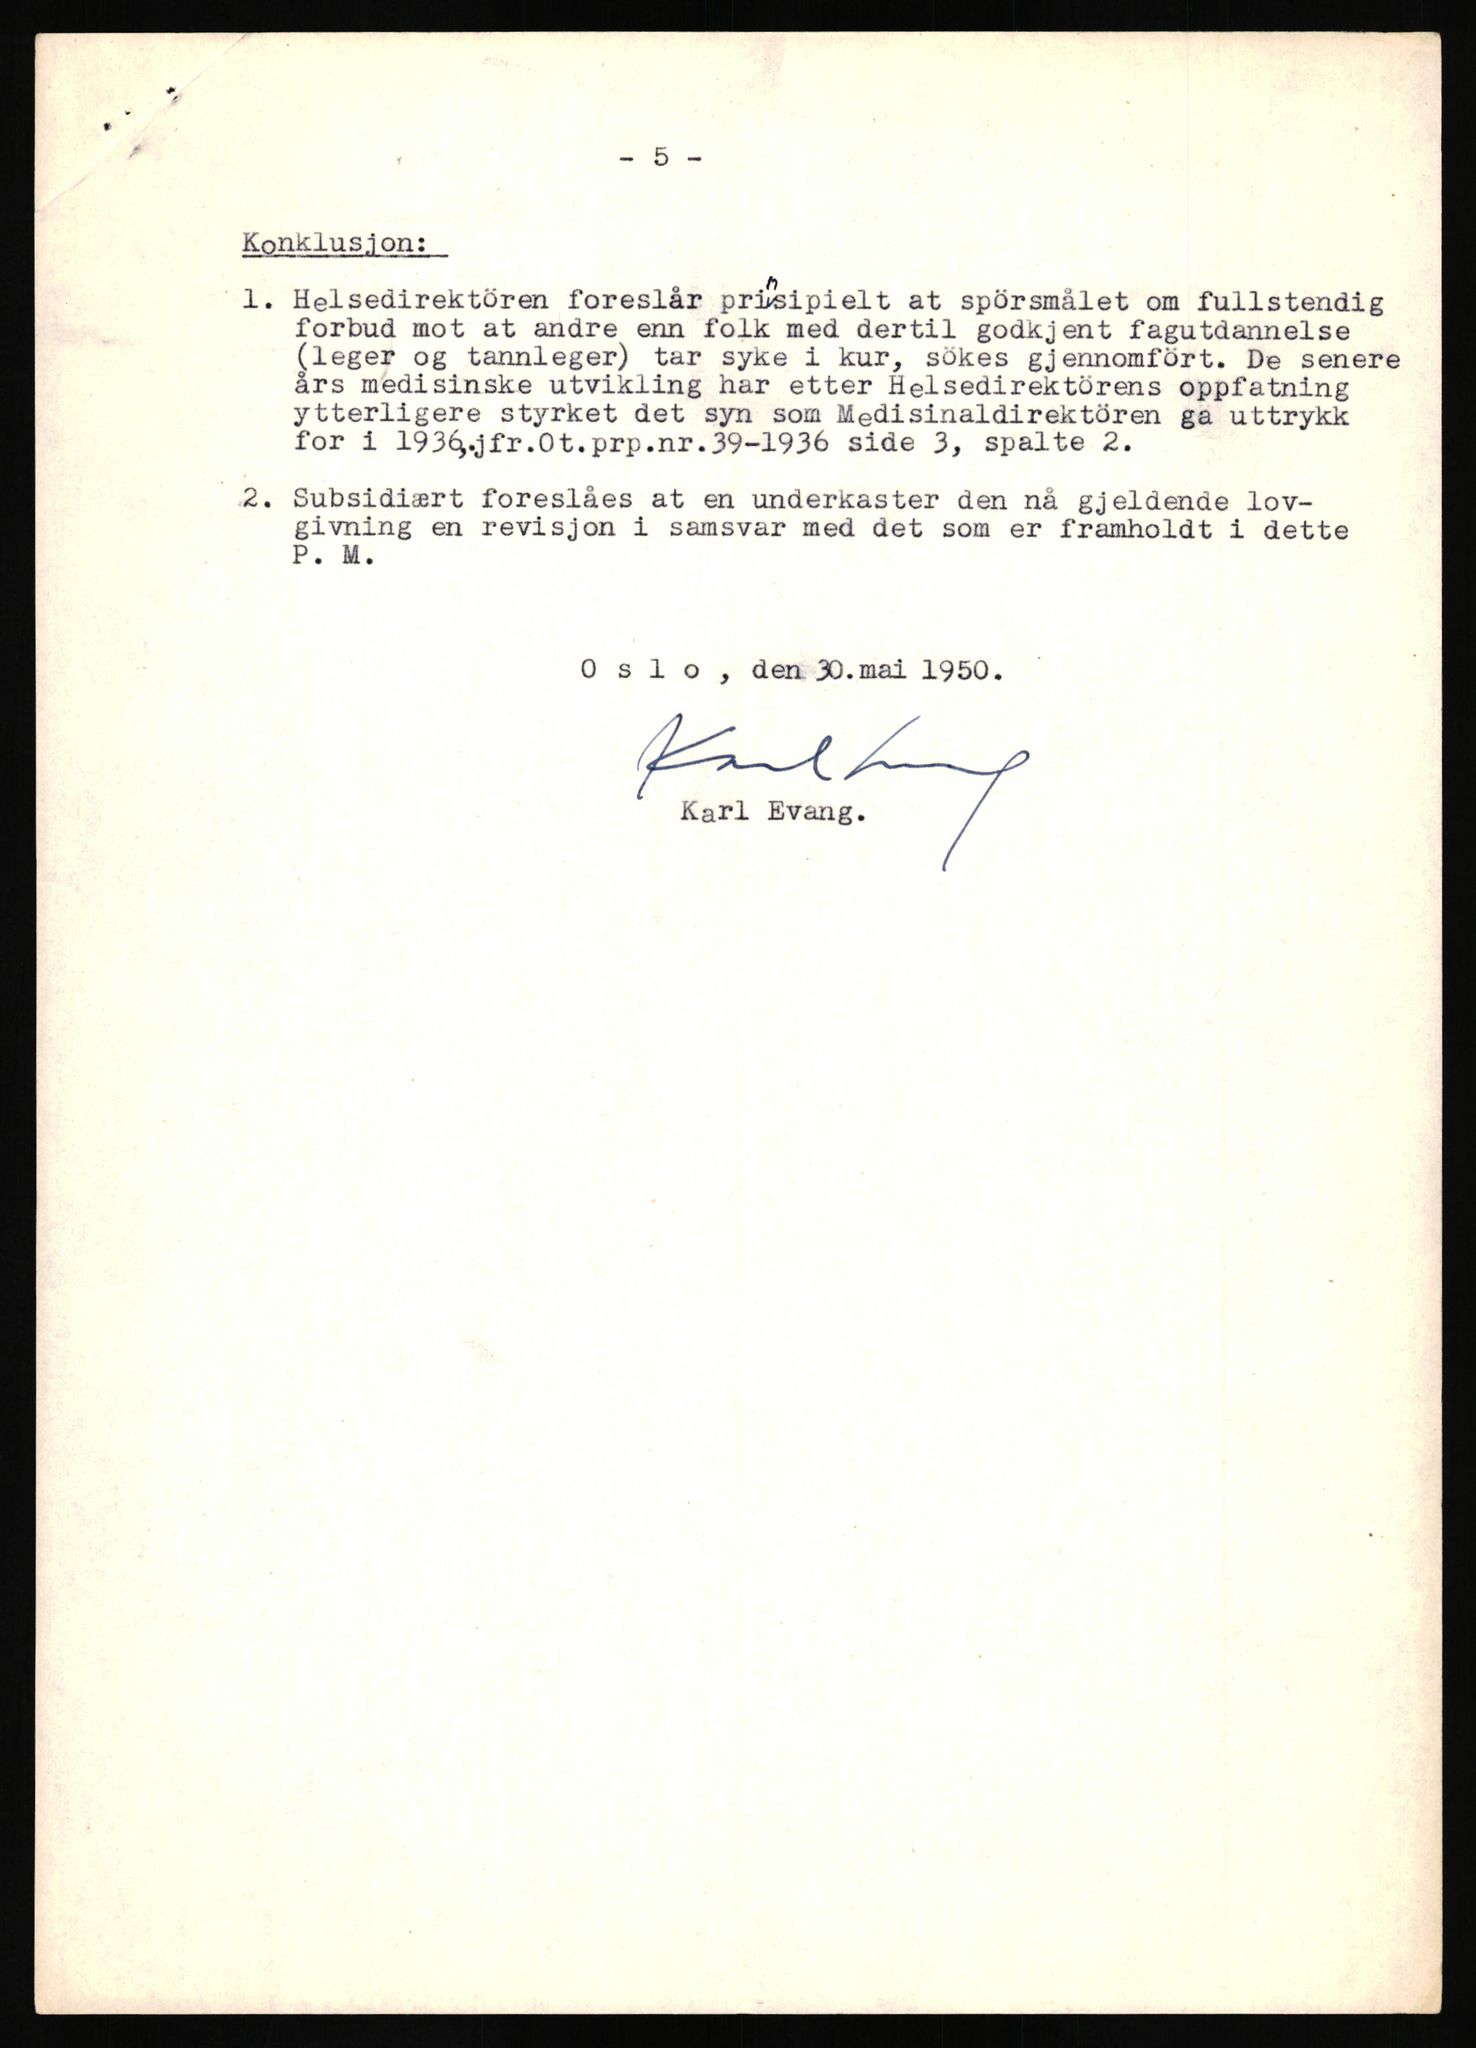 - 5 -
Konklusjon:
1. Helsedirektören foreslår prinsipielt at spörsmålet om fullstendig
forbud mot at andre enn folk med dertil godkjent fagutdannelse
(leger og tannleger) tar syke i kur, sökes gjennomfört. De senere
års medisinske utvikling har etter Helsedirektörens oppfatning
ytterligere styrket det syn som Medisinaldirektören ga uttrykk
for i 1936,.jfr.Ot.prp.nr.39-1936 side 3, spalte 2.
2. Subsidiært foreslåes at en underkaster den nå gjeldende lov-
givning en revisjon i samsvar med det som er framholdt i dette
P. M.
O s l o , den 30.mai 1950.
Karl Evang
Karl Evang.